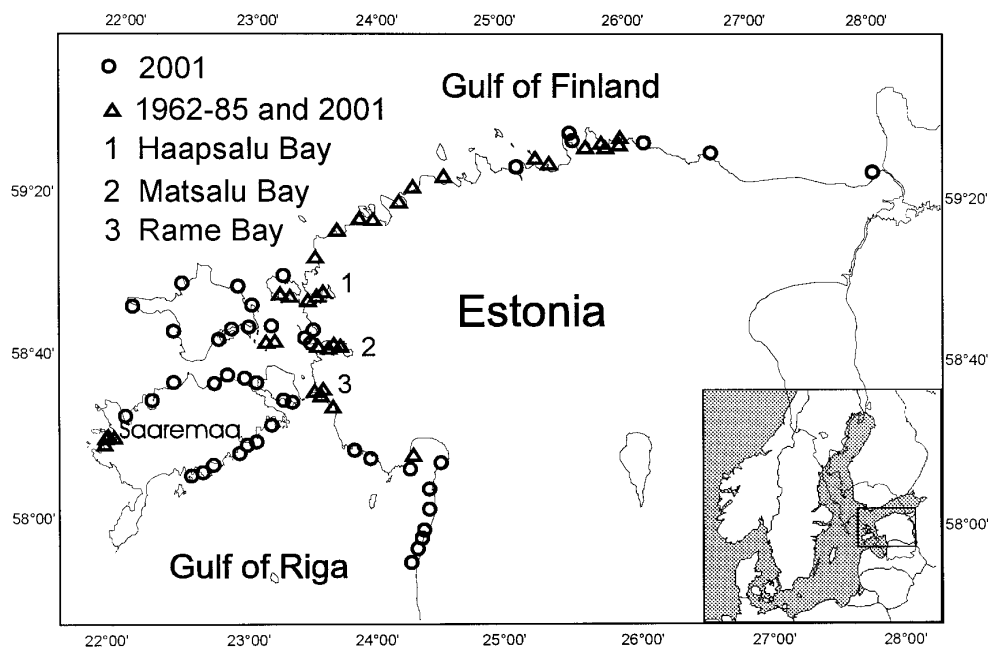 22°00' 23°00' 24°00' 25°00' 26°00' 27°00' 28°00'
2001
1962-85 and 2001
1 Haapsalu Bay
2 Matsalu Bay
3 Rame Bay
Gulf of Finland
59°20' 59°20'
1
Estonia
58°40' 2 58°40'
3
Saaremaa
58°00' 58°00'
Gulf of Riga
22°00' 23°00' 24°00' 25°00' 26°00' 27°00' 28°00'